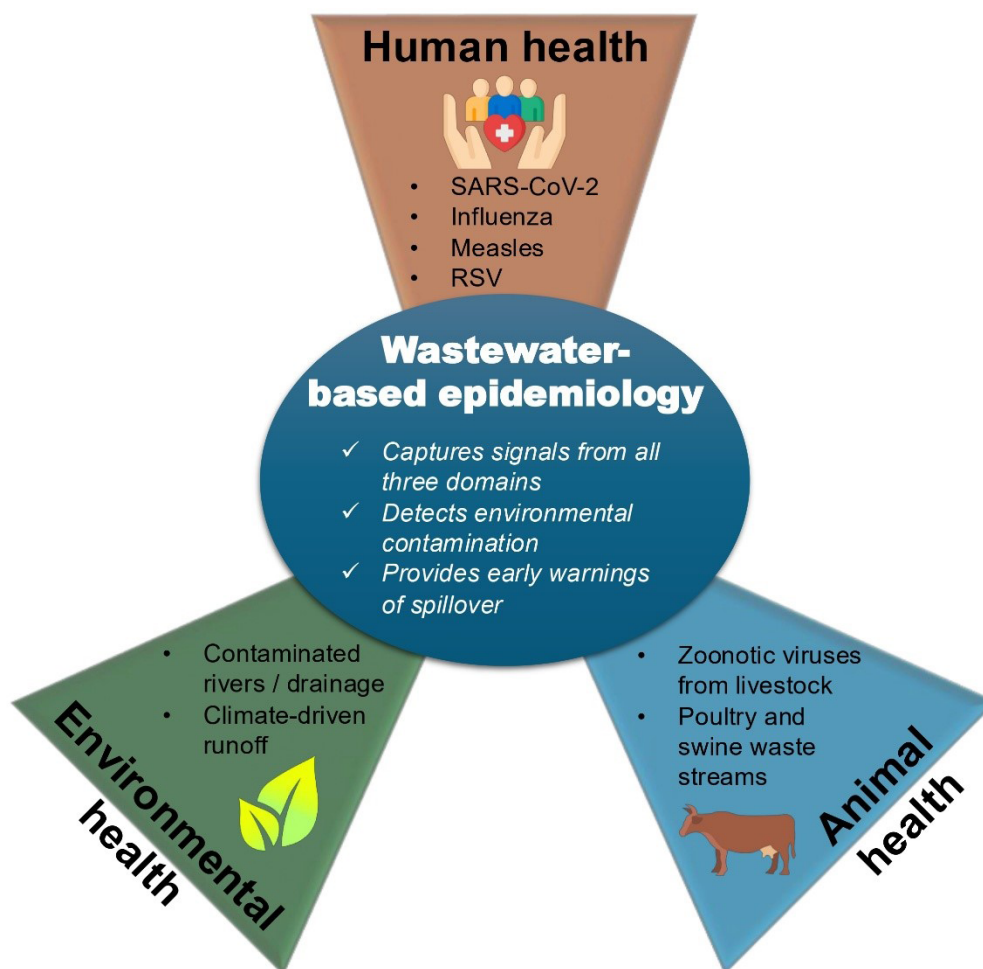 Human health
• SARS-CoV-2
• Influenza
• Measles
• RSV
Wastewater-
based epidemiology
✓ Captures signals from all
three domains
✓ Detects environmental
contamination
✓ Provides early warnings
of spillover
• Contaminated
rivers / drainage
• Climate-driven
runoff
Environmental
health
• Zoonotic viruses
from livestock
• Poultry and
swine waste
streams
Animal
health